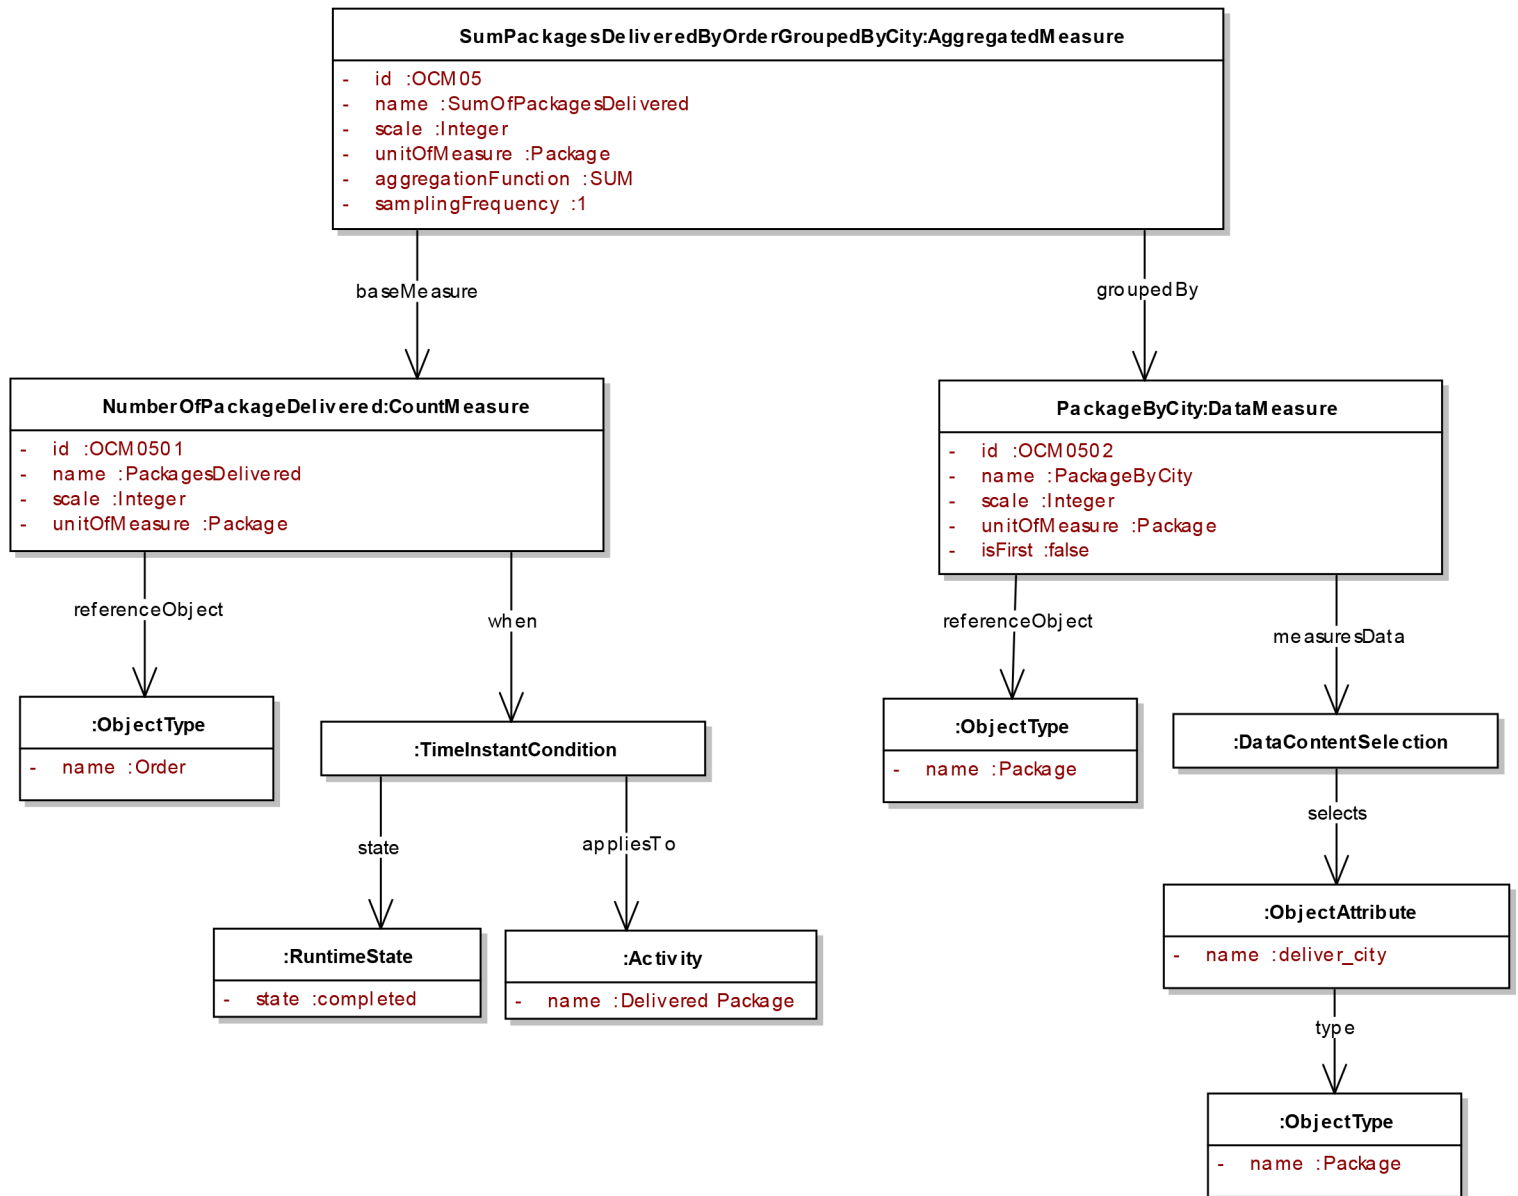 SumPackagesDeliveredByOrderGroupedByCity:AggregatedMeasure
- id :OCM05
- name :SumOfPackagesDelivered
- scale :Integer
- unitOfMeasure :Package
- aggregationFunction :SUM
- samplingFrequency :1
baseMeasure
groupedBy
NumberOfPackageDelivered:CountMeasure
- id :OCM0501
- name :PackagesDelivered
- scale :Integer
- unitOfMeasure :Package
PackageByCity:DataMeasure
- id :OCM0502
- name :PackageByCity
- scale :Integer
- unitOfMeasure :Package
- isFirst :false
referenceObject
when
referenceObject
measuresData
:ObjectType
- name :Order
:TimeInstantCondition
:ObjectType
- name :Package
:DataContentSelection
state
appliesTo
selects
:RuntimeState
- state :completed
:Activity
- name :Delivered Package
:ObjectAttribute
- name :deliver_city
type
:ObjectType
- name :Package